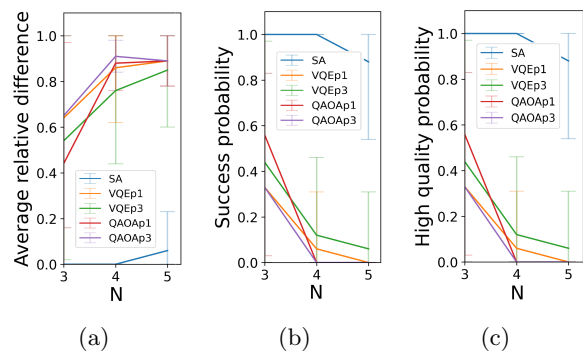 Average relative difference
1.0
0.8
0.6
0.4
0.2
0.0
SA
VQEp1
VQEp3
QAOAp1
QAOAp3
3 4 5
N
(a)
Success probability
1.0
0.8
0.6
0.4
0.2
0.0
SA
VQEp1
VQEp3
QAOAp1
QAOAp3
3 4 5
N
(b)
High quality probability
1.0
0.8
0.6
0.4
0.2
0.0
SA
VQEp1
VQEp3
QAOAp1
QAOAp3
3 4 5
N
(c)